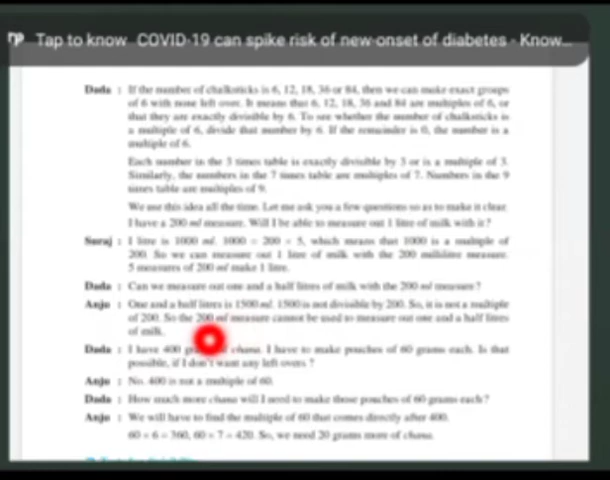 Tap to know COVID-19 can spike risk of new-onset of diabetes - Know...
Dada : If the number of chalksticks is 6, 12, 18, 36 or 84, then we can make exact groups
of 6 with none left over. It means that 6, 12, 18, 36 and 84 are multiples of 6, or
that they are exactly divisible by 6. To see whether the number of chalksticks is
a multiple of 6, divide that number by 6. If the remainder is 0, the number is a
multiple of 6.
Each number in the 3 times table is exactly divisible by 3 or is a multiple of 3.
Similarly, the numbers in the 7 times table are multiples of 7. Numbers in the 9
times table are multiples of 9.
We use this idea all the time. Let me ask you a few questions so as to make it clear.
I have a 200 ml measure. Will I be able to measure out 1 litre of milk with it?
Suraj : 1 litre is 1000 ml. 1000 = 200 × 5, which means that 1000 is a multiple of
200. So we can measure out 1 litre of milk with the 200 millilitre measure.
5 measures of 200 ml make 1 litre.
Dada : Can we measure out one and a half litres of milk with the 200 ml measure?
Anju : One and a half litres is 1500 ml. 1500 is not divisible by 200. So, it is not a multiple
of 200. So the 200 ml measure cannot be used to measure out one and a half litres
of milk.
Dada : I have 400 chana. I have to make pouches of 60 grams each. Is that
possible, if I don't want any left overs ?
Anju : No. 400 is not a multiple of 60.
Dada : How much more chana will I need to make those pouches of 60 grams each?
Anju : We will have to find the multiple of 60 that comes directly after 400.
60 × 6 = 360, 60 × 7 = 420. So, we need 20 grams more of chana.